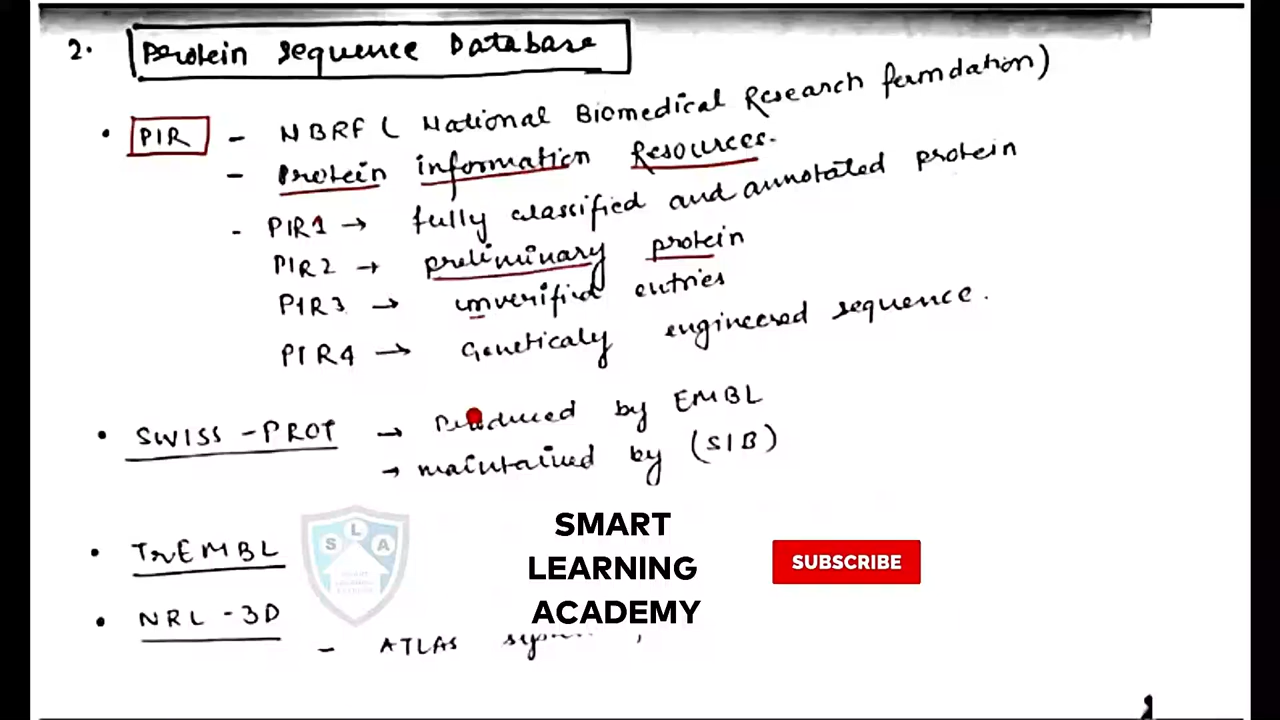 2. Protein sequence Database
• PIR - NBRF ( National Biomedical Research foundation)
- Protein information Resources.
- PIR1 → fully classified and annotated protein
PIR2 → preliminary protein
PIR3 → unverified entries
PIR4 → Geneticaly engineered sequence.
• SWISS-PROT → Produced by EMBL
→ maintained by (SIB)
• TrEMBL
• NRL-3D
- ATLAS
S L A
SMART
LEARNING
ACADEMY
SUBSCRIBE